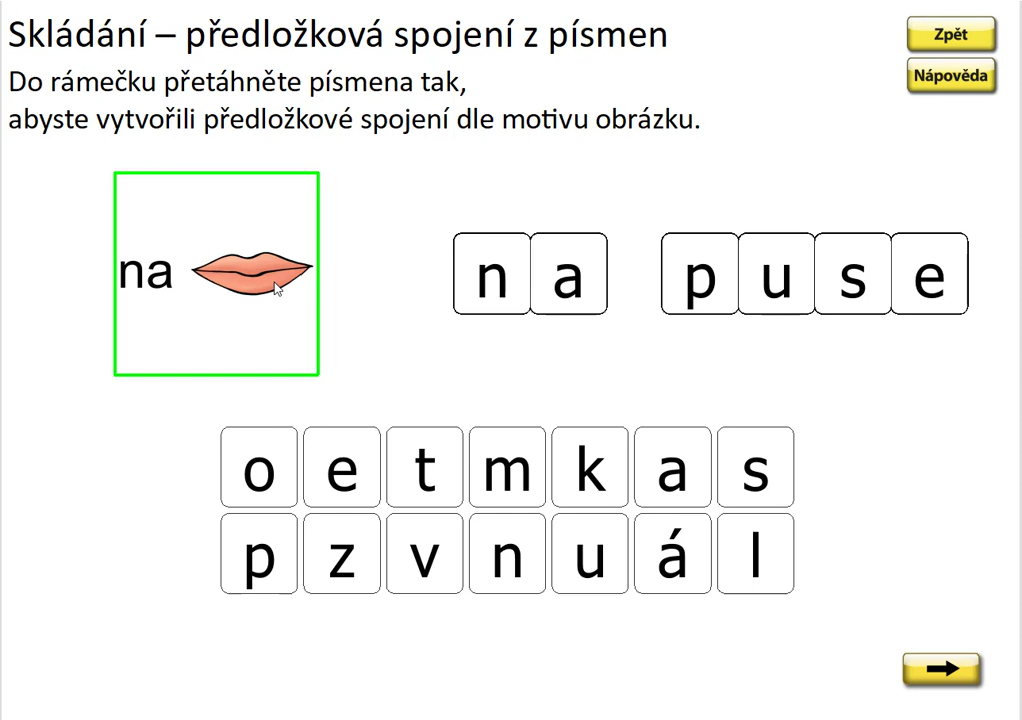 Skládání – předložková spojení z písmen
Zpět
Do rámečku přetáhněte písmena tak,
Nápověda
abyste vytvořili předložkové spojení dle motivu obrázku.
na
n a p u s e
o e t m k a s
p z v n u á l